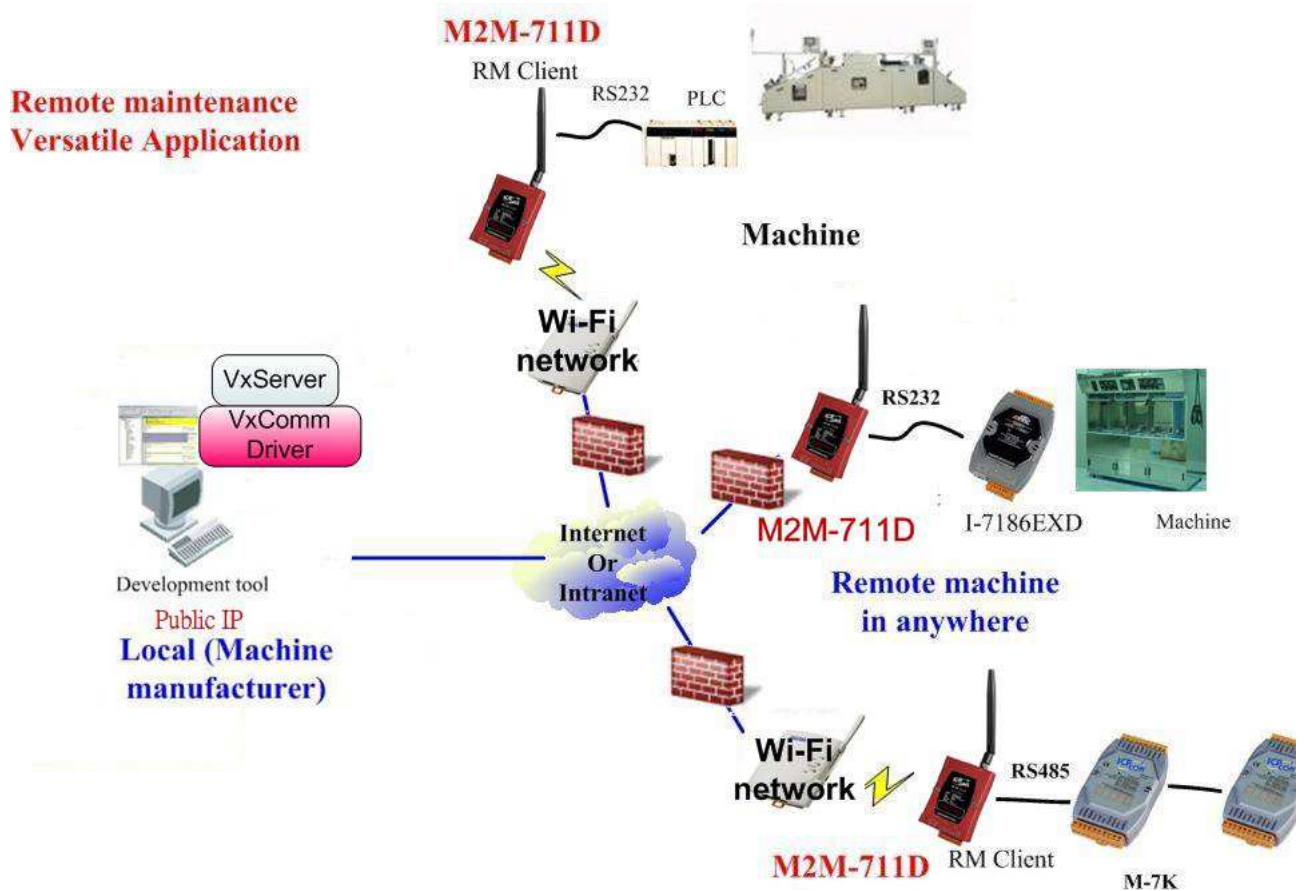 M2M-711D
RM Client
RS232
PLC
Remote maintenance
Versatile Application
Machine
Wi-Fi
network
VxServer
VxComm
Driver
RS232
I-7186EXD
Machine
M2M-711D
Internet
Or
Intranet
Development tool
Public IP
Local (Machine
manufacturer)
Remote machine
in anywhere
Wi-Fi
network
RS485
RM Client
M2M-711D
M-7K